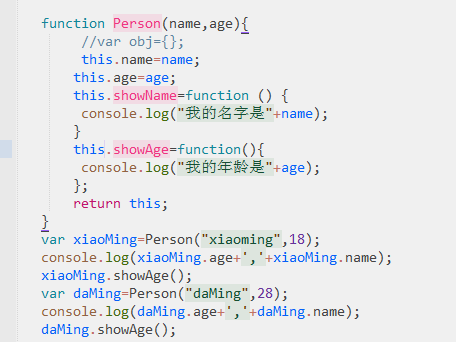 function Person(name,age){
//var obj={};
this.name=name;
this.age=age;
this.showName=function () {
console.log("我的名字是"+name);
}
this.showAge=function(){
console.log("我的年龄是"+age);
};
return this;
}
var xiaoMing=Person("xiaoming",18);
console.log(xiaoMing.age+','+xiaoMing.name);
xiaoMing.showAge();
var daMing=Person("daMing",28);
console.log(daMing.age+','+daMing.name);
daMing.showAge();